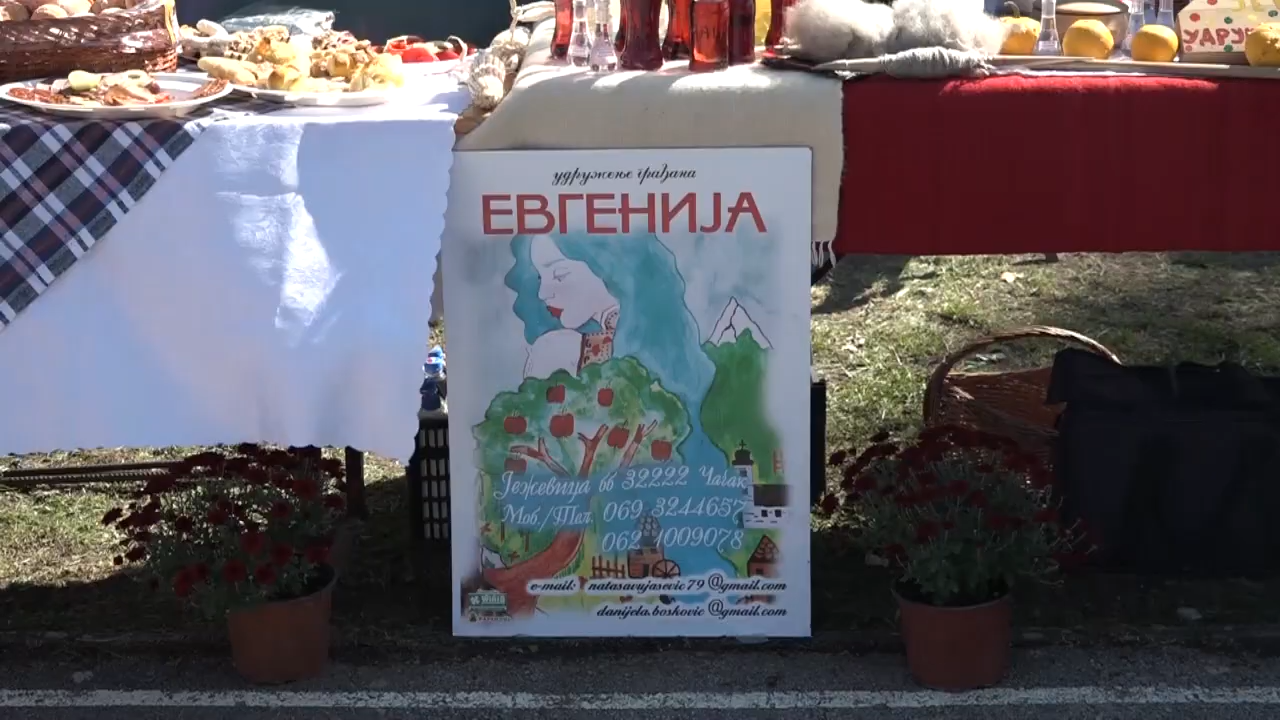 УДРУ
удружење грађана
ЕВГЕНИЈА
Јежевица бб 32222 Чачак
Моб./Тел. 069 3244657
062 1009078
e-mail: natasavujasevic79@gmail.com
danijela.boskovic@gmail.com